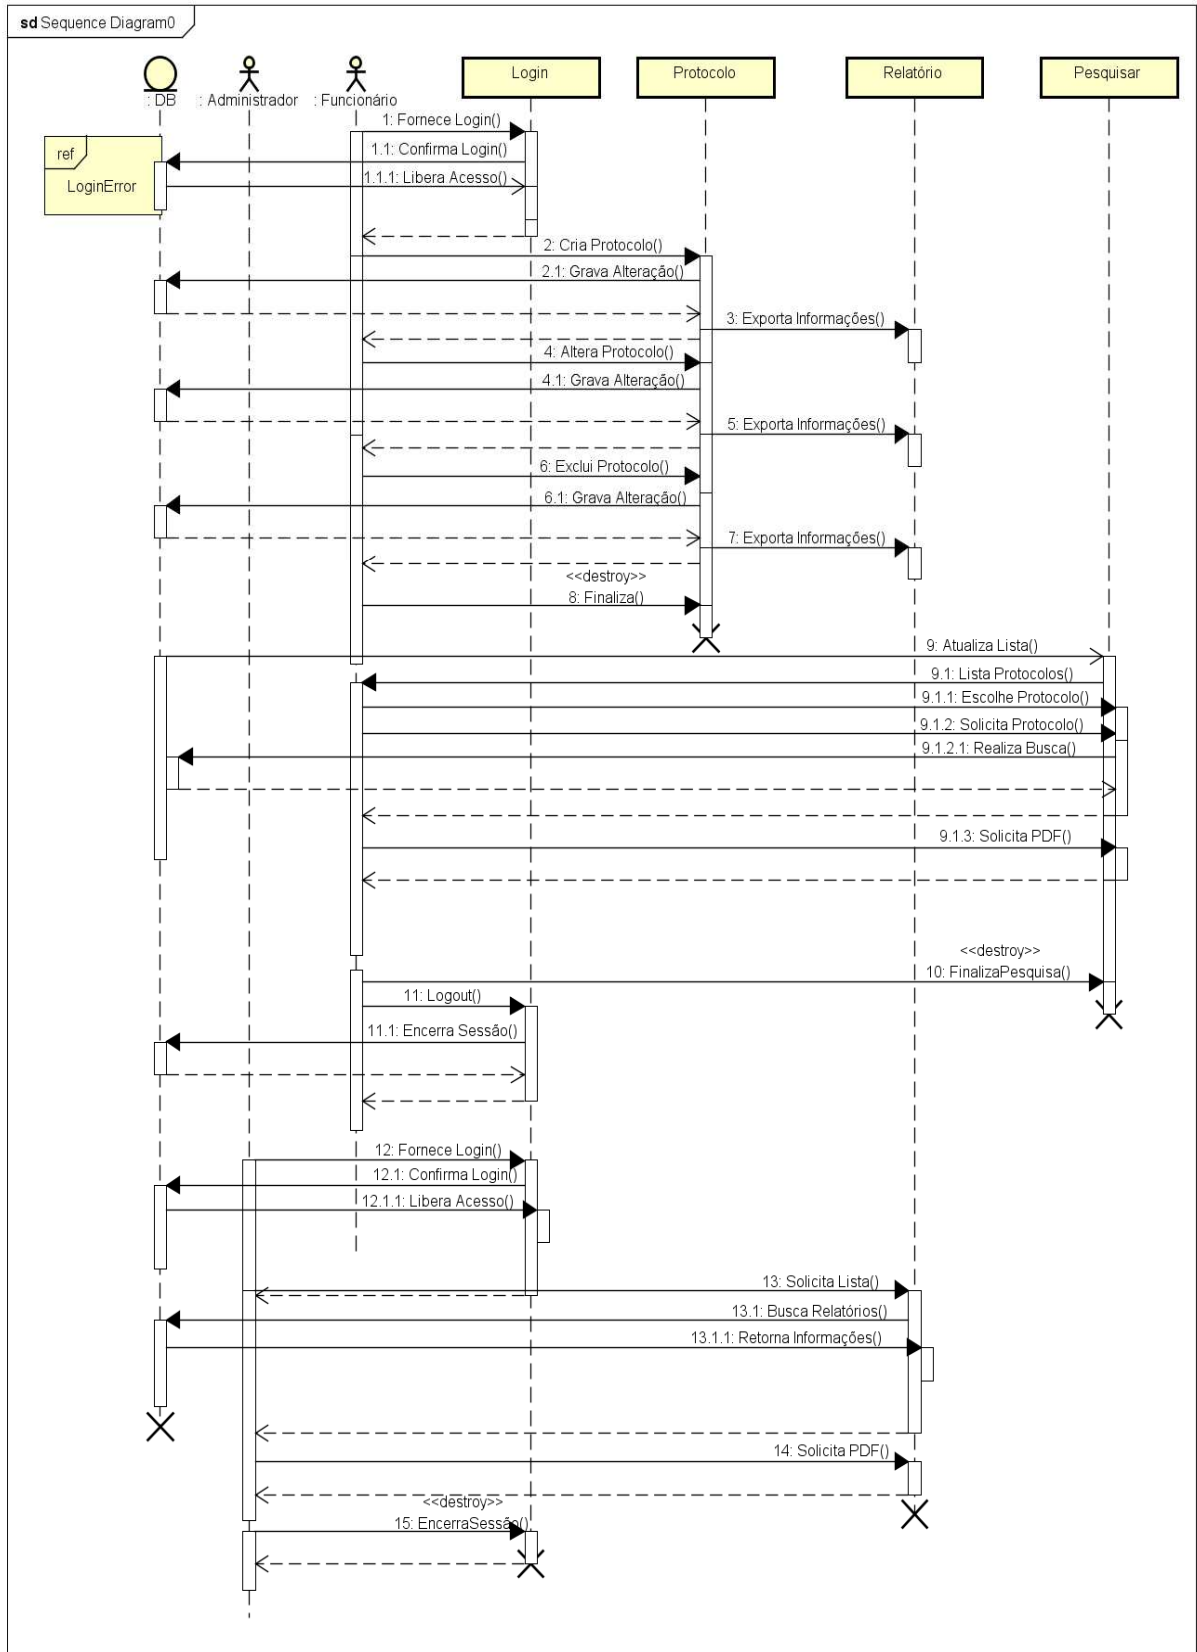 sd Sequence Diagram0
: DB
: Administrador
: Funcionário
Login
Protocolo
Relatório
Pesquisar
1: Fornece Login()
ref
LoginError
1.1: Confirma Login()
1.1.1: Libera Acesso()
2: Cria Protocolo()
2.1: Grava Alteração()
3: Exporta Informações()
4: Altera Protocolo()
4.1: Grava Alteração()
5: Exporta Informações()
6: Exclui Protocolo()
6.1: Grava Alteração()
7: Exporta Informações()
<<destroy>>
8: Finaliza()
9: Atualiza Lista()
9.1: Lista Protocolos()
9.1.1: Escolhe Protocolo()
9.1.2: Solicita Protocolo()
9.1.2.1: Realiza Busca()
9.1.3: Solicita PDF()
<<destroy>>
10: FinalizaPesquisa()
11: Logout()
11.1: Encerra Sessão()
12: Fornece Login()
12.1: Confirma Login()
12.1.1: Libera Acesso()
13: Solicita Lista()
13.1: Busca Relatórios()
13.1.1: Retorna Informações()
14: Solicita PDF()
<<destroy>>
15: EncerraSessão()